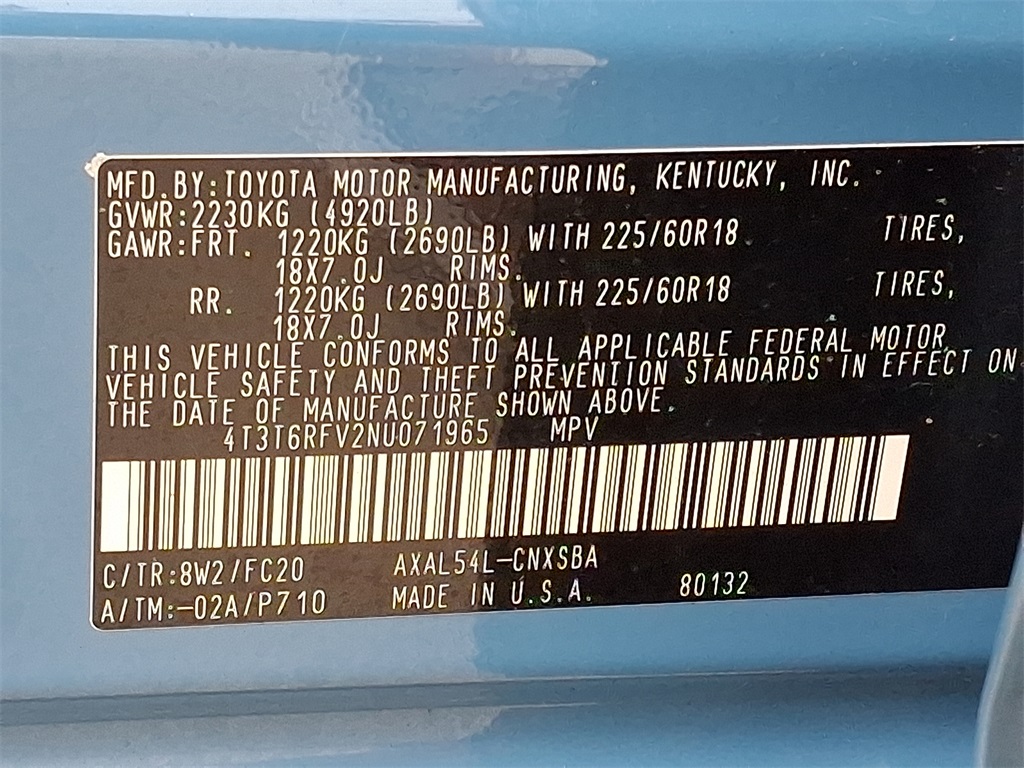 MFD.BY:TOYOTA MOTOR MANUFACTURING, KENTUCKY, INC.
GVWR:2230KG (4920LB)
GAWR:FRT. 1220KG (2690LB) WITH 225/60R18 TIRES,
18X7.0J RIMS.
RR. 1220KG (2690LB) WITH 225/60R18 TIRES,
18X7.0J RIMS.
THIS VEHICLE CONFORMS TO ALL APPLICABLE FEDERAL MOTOR
VEHICLE SAFETY AND THEFT PREVENTION STANDARDS IN EFFECT ON
THE DATE OF MANUFACTURE SHOWN ABOVE.
4T3T6RFV2NU071965 MPV
C/TR:8W2/FC20 AXAL54L-CNXSBA
A/TM:-02A/P710 MADE IN U.S.A. 80132